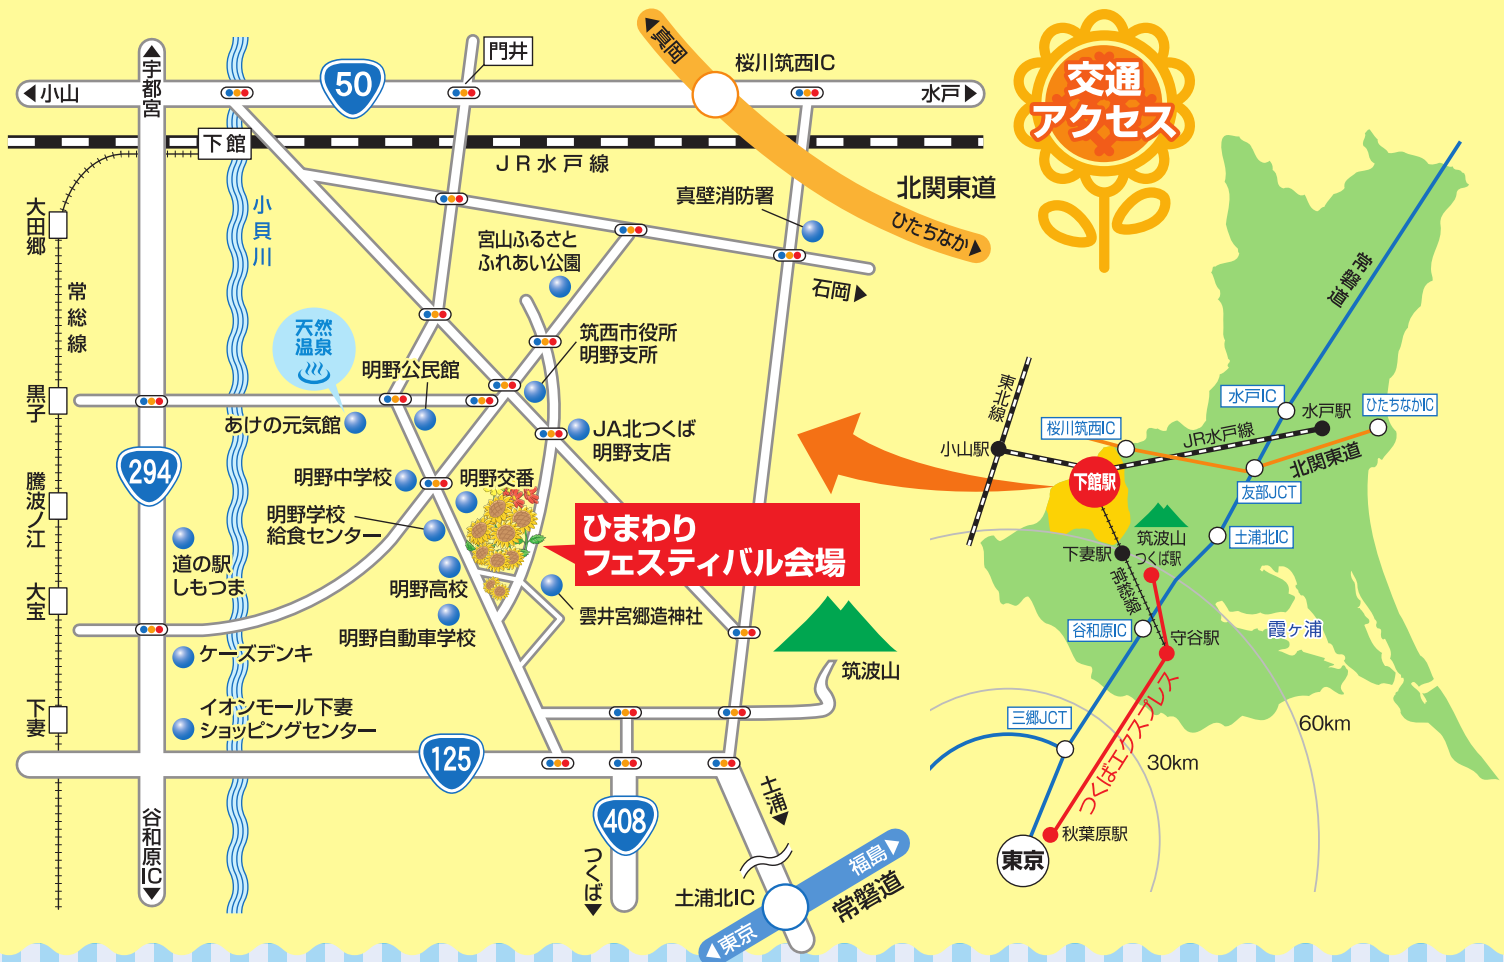 交通
アクセス
門井
宇都宮
50
真岡
桜川筑西IC
小山
水戸
下館
JR水戸線
北関東道
ひたちなか
真壁消防署
大田郷
小貝川
宮山ふるさと
ふれあい公園
石岡
常総線
天然
温泉
筑西市役所
明野支所
明野公民館
黒子
あけの元気館
JA北つくば
明野支店
294
明野中学校
明野交番
騰波ノ江
明野学校
給食センター
ひまわり
フェスティバル会場
道の駅
しもつま
大宝
明野高校
雲井宮郷造神社
明野自動車学校
ケーズデンキ
筑波山
下妻
イオンモール下妻
ショッピングセンター
125
土浦
408
谷和原IC
つくば
福島
土浦北IC
常磐道
東京
常磐道
東北線
水戸IC
水戸駅
ひたちなかIC
桜川筑西IC
JR水戸線
小山駅
北関東道
下館駅
友部JCT
筑波山
土浦北IC
下妻駅
つくば駅
常総線
谷和原IC
守谷駅
霞ヶ浦
つくばエクスプレス
三郷JCT
60km
30km
秋葉原駅
東京